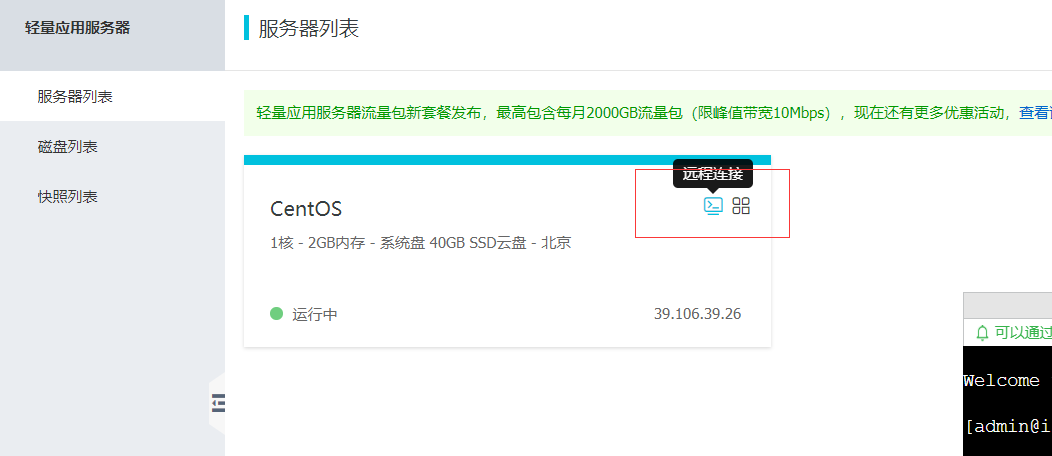 轻量应用服务器
服务器列表
服务器列表
磁盘列表
快照列表
轻量应用服务器流量包新套餐发布，最高包含每月2000GB流量包（限峰值带宽10Mbps），现在还有更多优惠活动，查看
远程连接
CentOS
1核 - 2GB内存 - 系统盘 40GB SSD云盘 - 北京
运行中
39.106.39.26
可以通过
Welcome
[admin@i